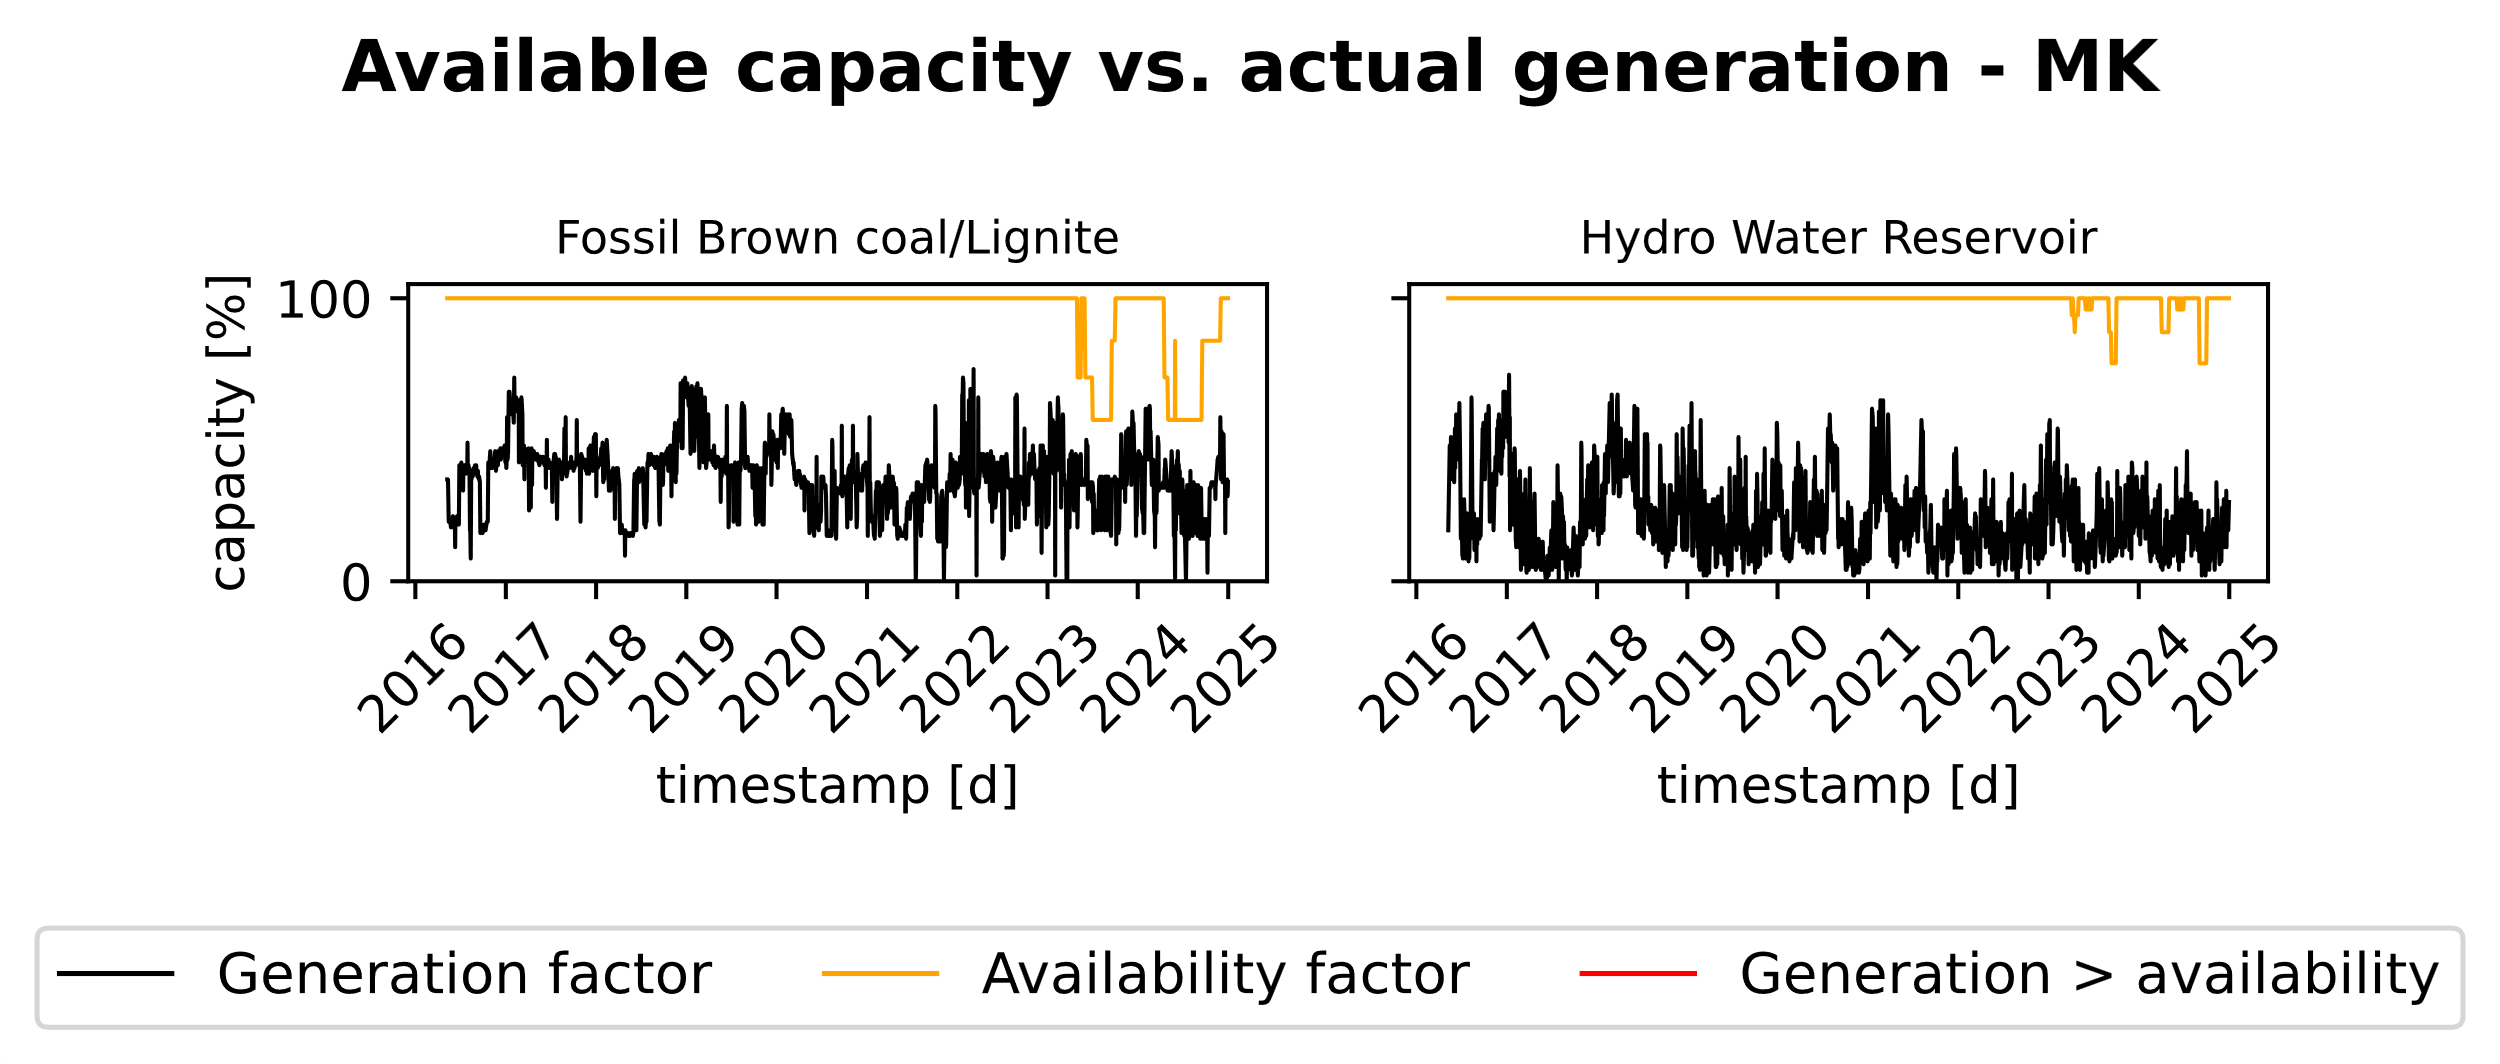 Available capacity vs. actual generation - MK
Fossil Brown coal/Lignite
Hydro Water Reservoir
capacity [%]
100
0
2016 2017 2018 2019 2020 2021 2022 2023 2024 2025
2016 2017 2018 2019 2020 2021 2022 2023 2024 2025
timestamp [d]
timestamp [d]
Generation factor
Availability factor
Generation > availability